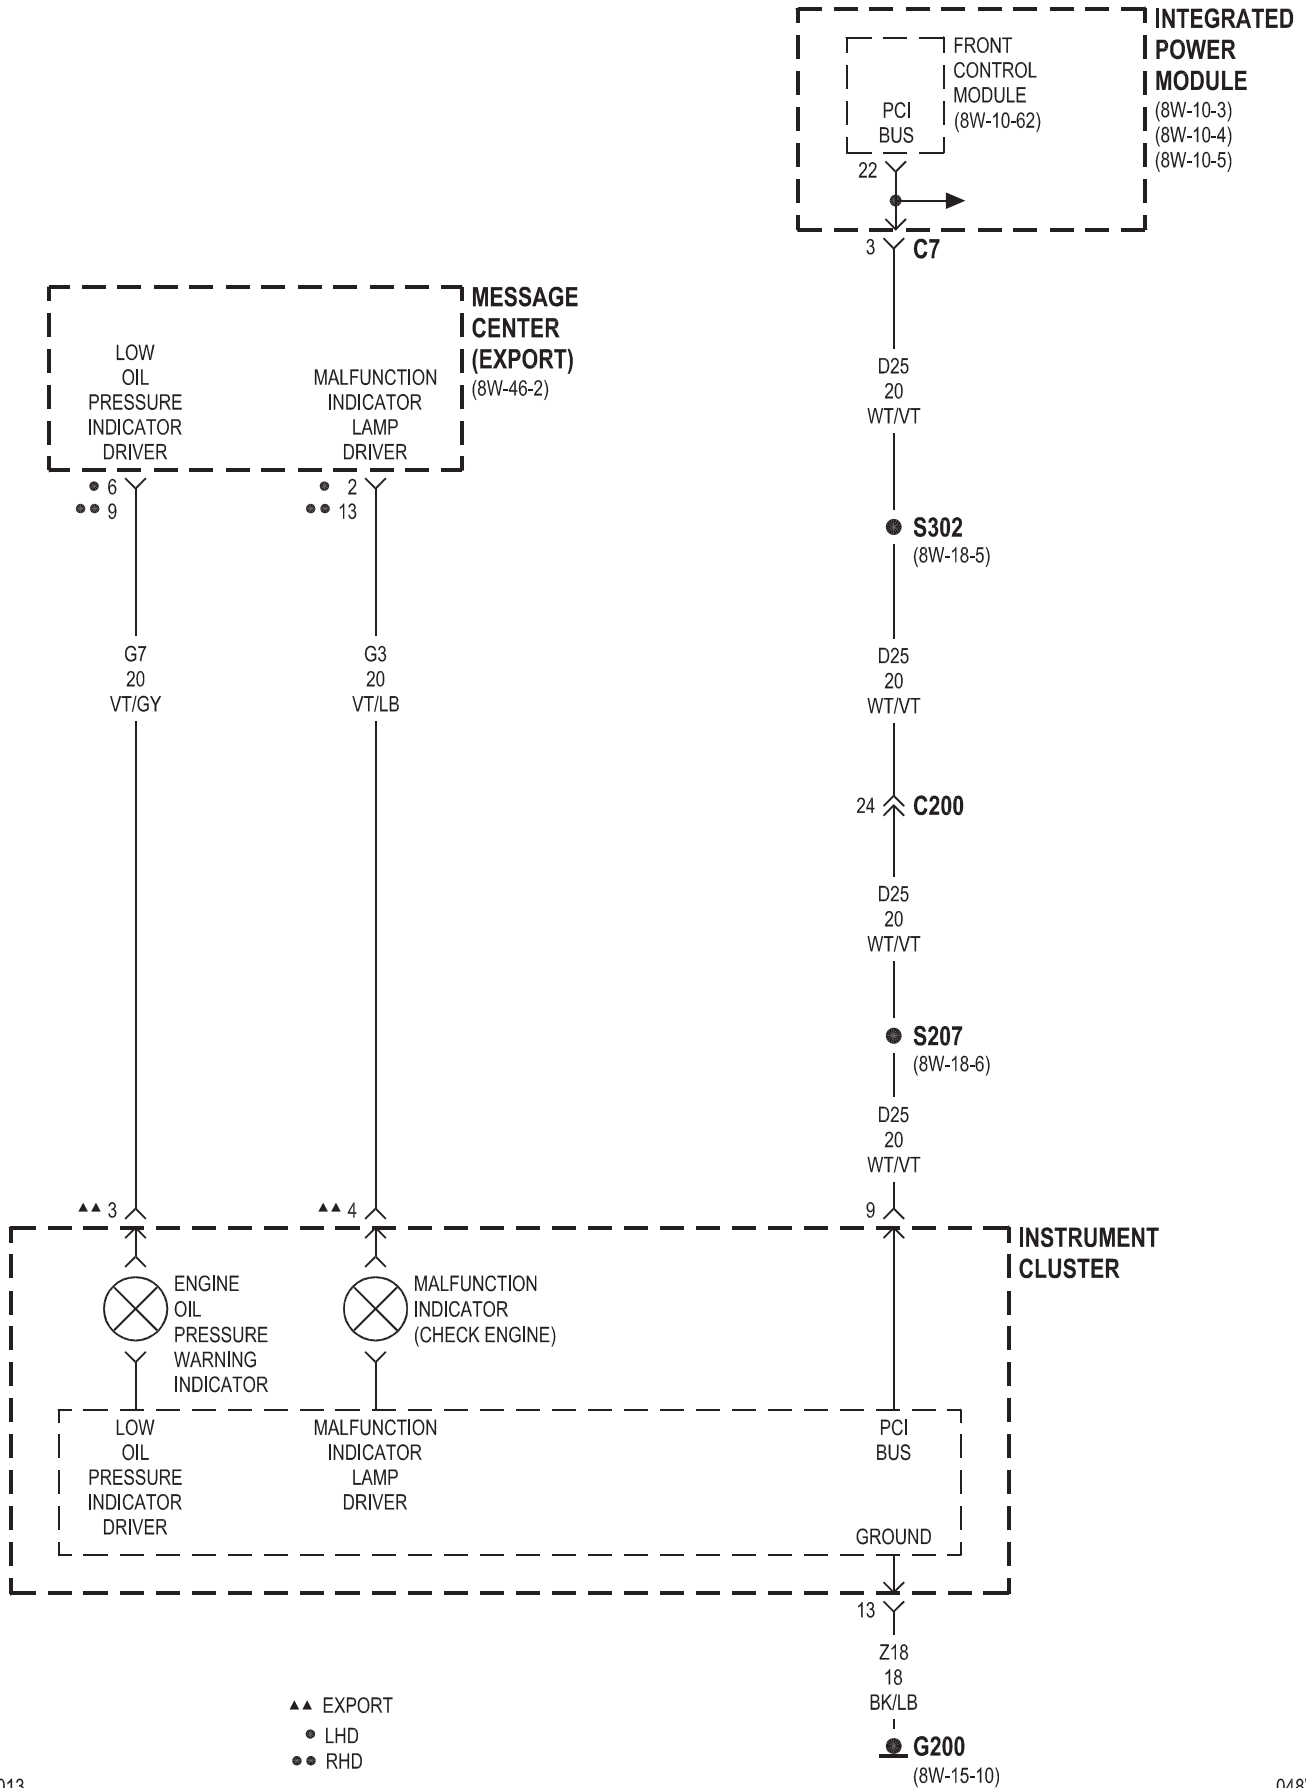 INTEGRATED
POWER
MODULE
(8W-10-3)
(8W-10-4)
(8W-10-5)
FRONT
CONTROL
MODULE
(8W-10-62)
PCI
BUS
22
3 C7
D25
20
WT/VT
MESSAGE
CENTER
(EXPORT)
(8W-46-2)
LOW
OIL
PRESSURE
INDICATOR
DRIVER
MALFUNCTION
INDICATOR
LAMP
DRIVER
6
9
2
13
S302
(8W-18-5)
G7
20
VT/GY
G3
20
VT/LB
D25
20
WT/VT
24 C200
D25
20
WT/VT
S207
(8W-18-6)
D25
20
WT/VT
3
4
9
INSTRUMENT
CLUSTER
ENGINE
OIL
PRESSURE
WARNING
INDICATOR
MALFUNCTION
INDICATOR
(CHECK ENGINE)
LOW
OIL
PRESSURE
INDICATOR
DRIVER
MALFUNCTION
INDICATOR
LAMP
DRIVER
PCI
BUS
GROUND
13
Z18
18
BK/LB
G200
(8W-15-10)
▲▲ EXPORT
● LHD
●● RHD